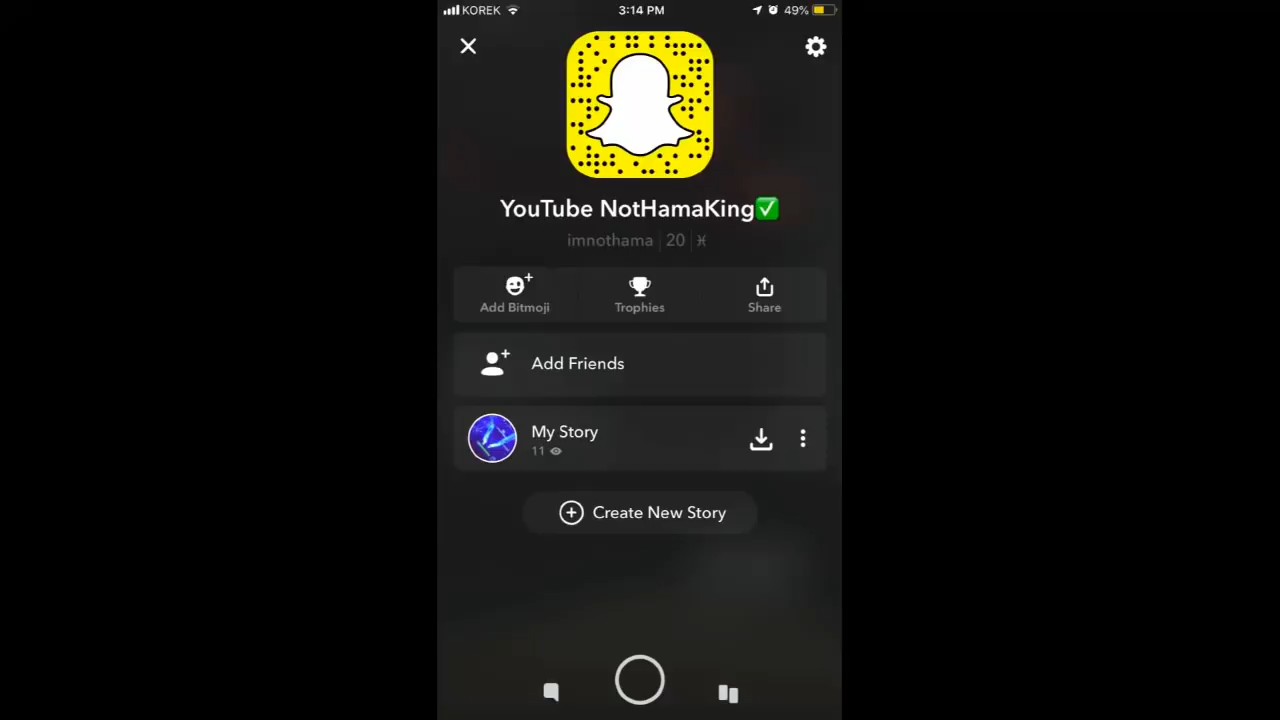 KOREK 3:14 PM 49%
YouTube NotHamaKing✅
imnothama | 20 | ♓
Add Bitmoji Trophies Share
Add Friends
My Story
11
Create New Story